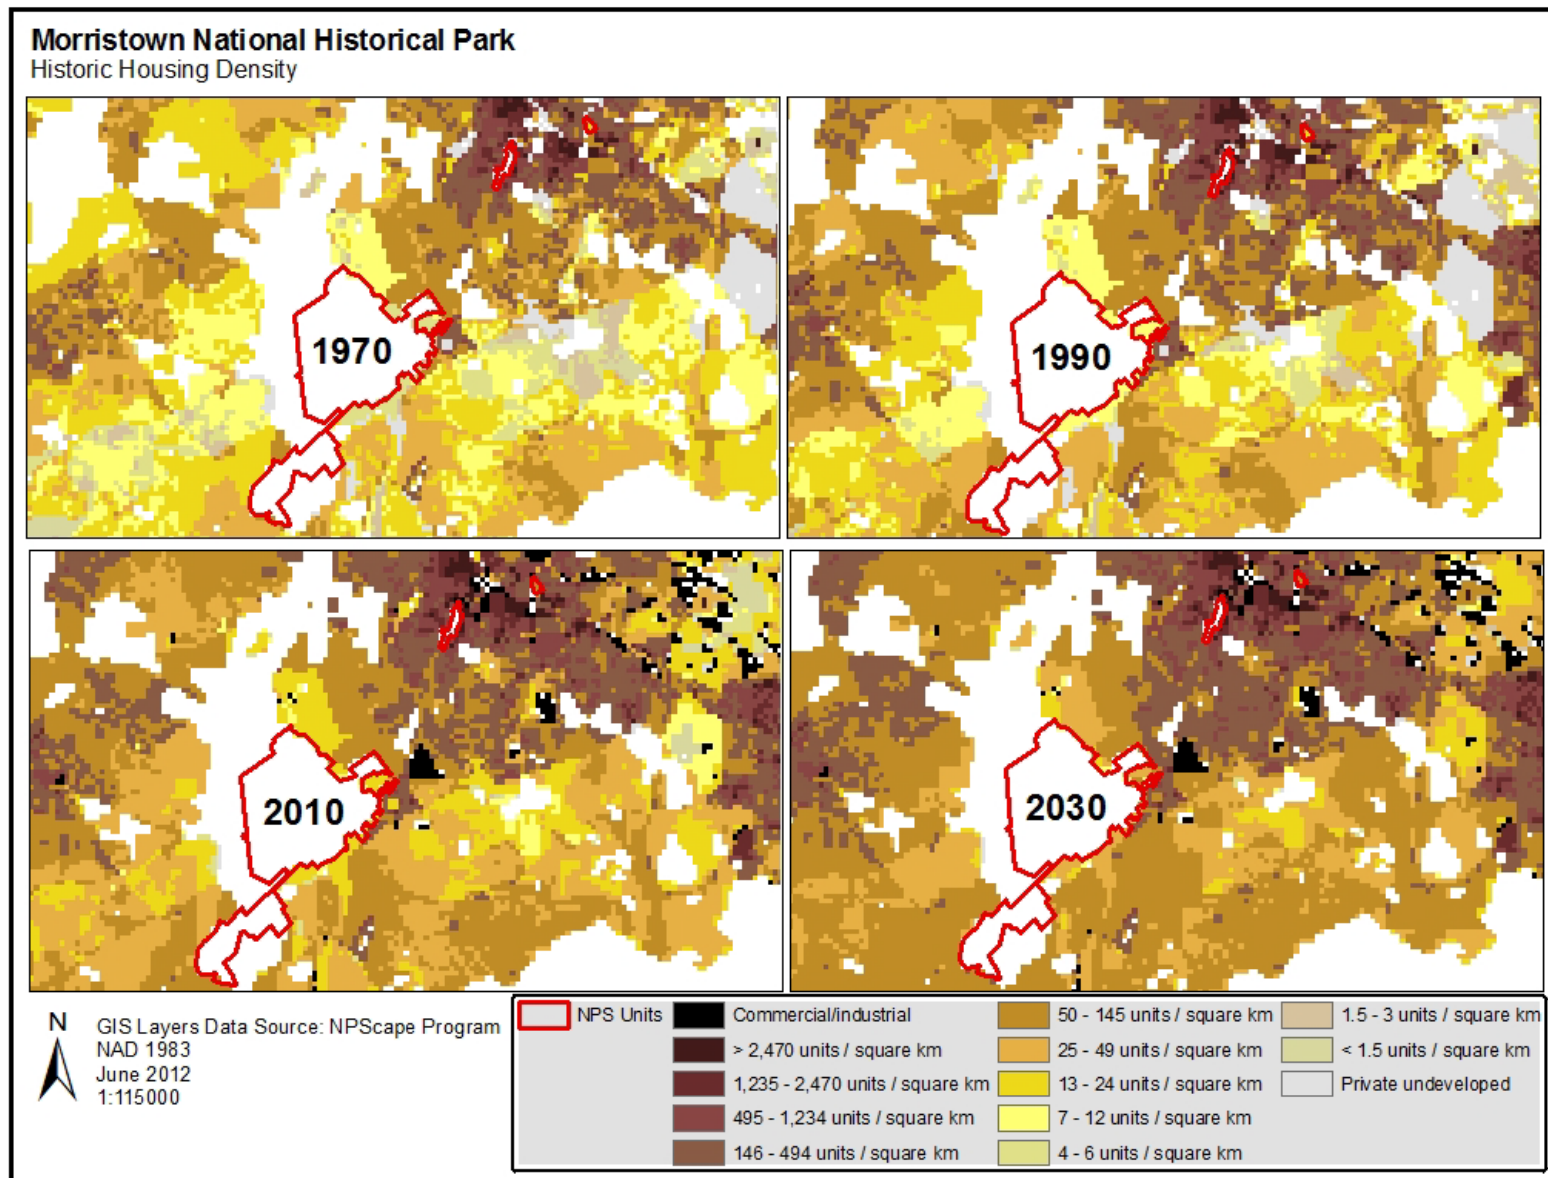 Morristown National Historical Park
Historic Housing Density
1970
1990
2010
2030
N
GIS Layers Data Source: NPScape Program
NAD 1983
June 2012
1:115000
NPS Units
Commercial/industrial
> 2,470 units / square km
1,235 - 2,470 units / square km
495 - 1,234 units / square km
146 - 494 units / square km
50 - 145 units / square km
25 - 49 units / square km
13 - 24 units / square km
7 - 12 units / square km
4 - 6 units / square km
1.5 - 3 units / square km
< 1.5 units / square km
Private undeveloped